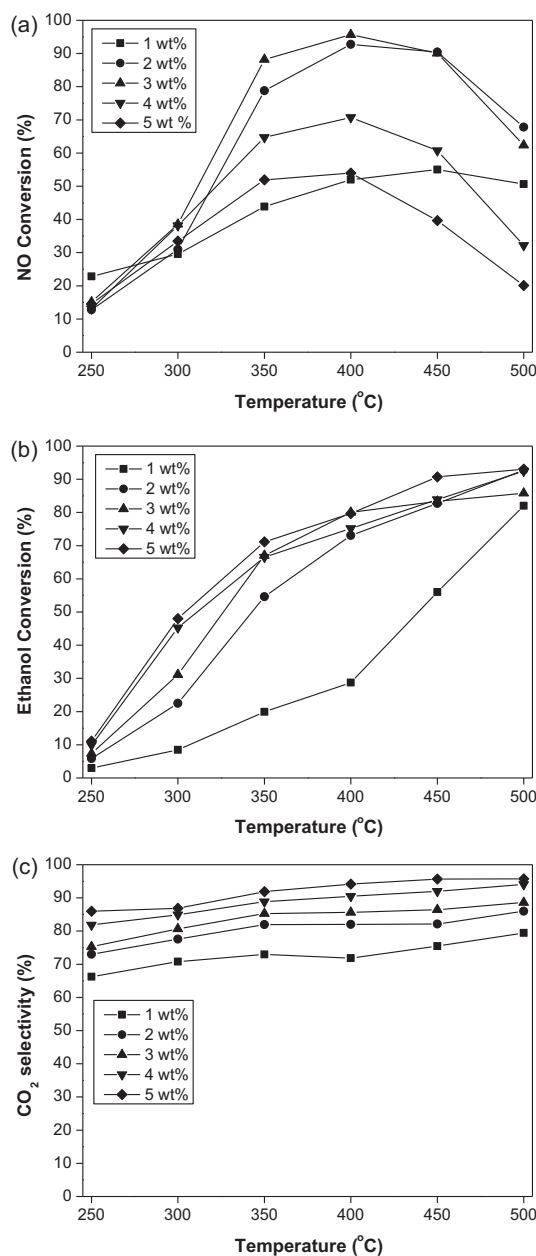 (a)
1 wt%
2 wt%
3 wt%
4 wt%
5 wt %
NO Conversion (%)
100
90
80
70
60
50
40
30
20
10
0
250 300 350 400 450 500
Temperature (°C)
(b)
1 wt%
2 wt%
3 wt%
4 wt%
5 wt%
Ethanol Conversion (%)
100
90
80
70
60
50
40
30
20
10
0
250 300 350 400 450 500
Temperature (°C)
(c)
1 wt%
2 wt%
3 wt%
4 wt%
5 wt%
CO₂ selectivity (%)
100
90
80
70
60
50
40
30
20
10
0
250 300 350 400 450 500
Temperature (°C)